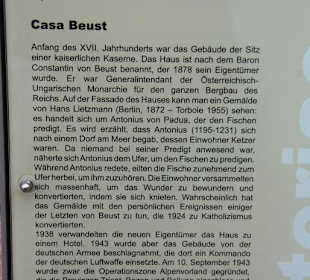 Casa Beust
Anfang des XVII. Jahrhunderts war das Gebäude der Sitz
einer kaiserlichen Kaserne. Das Haus ist nach dem Baron
Constantin von Beust benannt, der 1878 sein Eigentümer
wurde. Er war Generalintendant der Österreichisch-
Ungarischen Monarchie für den ganzen Bergbau des
Reichs. Auf der Fassade des Hauses kann man ein Gemälde
von Hans Lietzmann (Berlin, 1872 – Torbole 1955) sehen:
es handelt sich um Antonius von Padua, der den Fischen
predigt. Es wird erzählt, dass Antonius (1195-1231) sich
nach einem Dorf am Meer begab, dessen Einwohner Ketzer
waren. Da niemand bei seiner Predigt anwesend war,
näherte sich Antonius dem Ufer, um den Fischen zu predigen.
Während Antonius redete, eilten die Fische zunehmend zum
Ufer herbei, um ihm zuzuhören. Die Einwohner versammelten
sich massenhaft, um das Wunder zu bewundern und
konvertierten, indem sie sich knieten. Wahrscheinlich hat
das Gemälde mit den persönlichen Ereignissen einiger
der Letzten von Beust zu tun, die 1924 zu Katholizismus
konvertierten.
1938 verwandelten die neuen Eigentümer das Haus zu
einem Hotel. 1943 wurde aber das Gebäude von der
deutschen Armee beschlagnahmt, die dort ein Kommando
der deutschen Luftwaffe einsetzte. Am 10. September 1943
wurde zwar die Operationszone Alpenvorland gegründet,